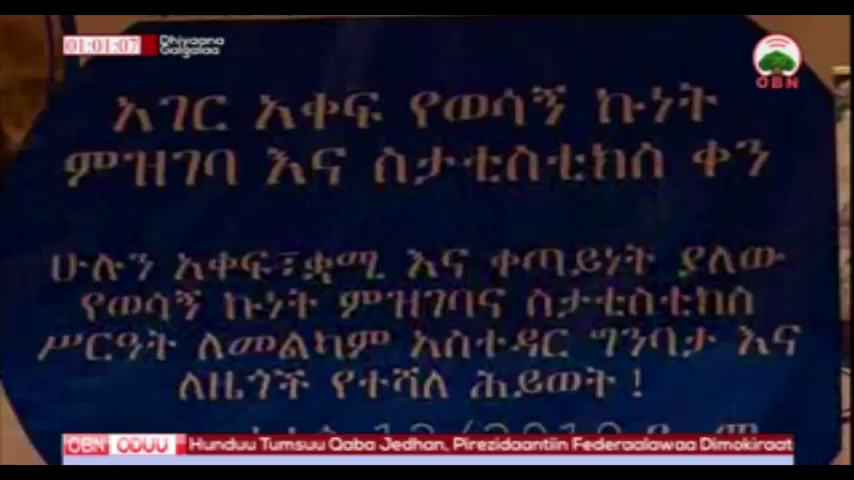 01:01:07
Dhiyaana
Galgalaa
OBN
አገር አቀፍ የወሳኝ ኩነት
ምዝገባ እና ስታቲስቲክስ ቀን
ሁሉን አቀፍ፣ቋሚ እና ቀጣይነት ያለው
የወሳኝ ኩነት ምዝገባና ስታቲስቲክስ
ሥርዓት ለመልካም አስተዳር ግንባታ እና
ለዜጎች የተሻለ ሕይወት!
OBN ODUU Hunduu Tumsuu Qaba Jedhan, Pirezidaantiin Federaalawaa Dimokiraat